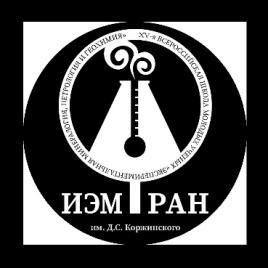 XV-я ВСЕРОССИЙСКАЯ ШКОЛА МОЛОДЫХ УЧЕНЫХ «ЭКСПЕРИМЕНТАЛЬНАЯ МИНЕРАЛОГИЯ, ПЕТРОЛОГИЯ И ГЕОХИМИЯ»
ИЭМ РАН
им. Д.С. Коржинского